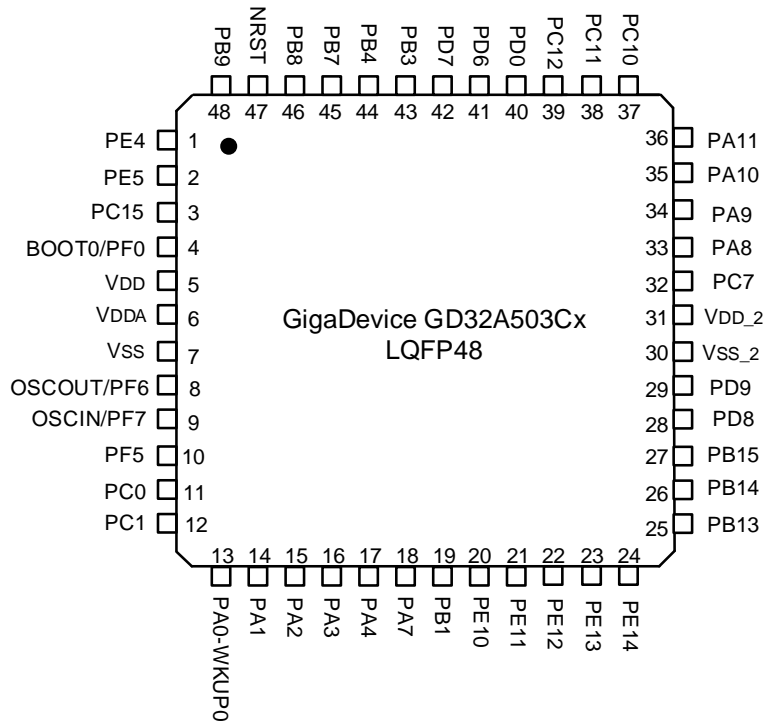 PB9
NRST
PB8
PB7
PB4
PB3
PD7
PD6
PD0
PC12
PC11
PC10
48
47
46
45
44
43
42
41
40
39
38
37
PE4 1
PE5 2
PC15 3
BOOT0/PF0 4
VDD 5
VDDA 6
VSS 7
OSCOUT/PF6 8
OSCIN/PF7 9
PF5 10
PC0 11
PC1 12
GigaDevice GD32A503Cx
LQFP48
36 PA11
35 PA10
34 PA9
33 PA8
32 PC7
31 VDD_2
30 VSS_2
29 PD9
28 PD8
27 PB15
26 PB14
25 PB13
13
14
15
16
17
18
19
20
21
22
23
24
PA0-WKUP0
PA1
PA2
PA3
PA4
PA7
PB1
PE10
PE11
PE12
PE13
PE14